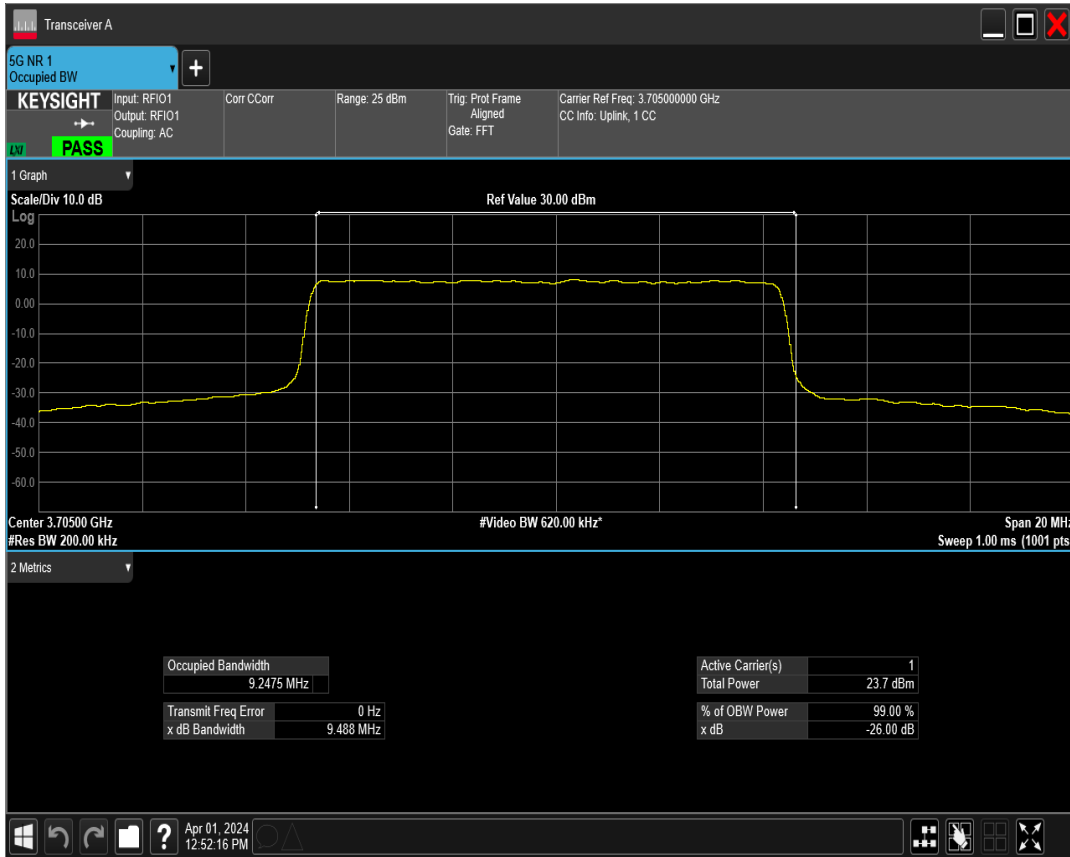 Transceiver A
5G NR 1
Occupied BW
KEYSIGHT
LXI
PASS
Input: RFIO1
Output: RFIO1
Coupling: AC
Corr CCorr
Range: 25 dBm
Trig: Prot Frame
Aligned
Gate: FFT
Carrier Ref Freq: 3.705000000 GHz
CC Info: Uplink, 1 CC
1 Graph
Scale/Div 10.0 dB
Ref Value 30.00 dBm
Log
20.0
10.0
0.00
-10.0
-20.0
-30.0
-40.0
-50.0
-60.0
Center 3.70500 GHz
#Video BW 620.00 kHz*
Span 20 MHz
#Res BW 200.00 kHz
Sweep 1.00 ms (1001 pts
2 Metrics
Occupied Bandwidth
9.2475 MHz
Transmit Freq Error 0 Hz
x dB Bandwidth 9.488 MHz
Active Carrier(s) 1
Total Power 23.7 dBm
% of OBW Power 99.00 %
x dB -26.00 dB
?
Apr 01, 2024
12:52:16 PM